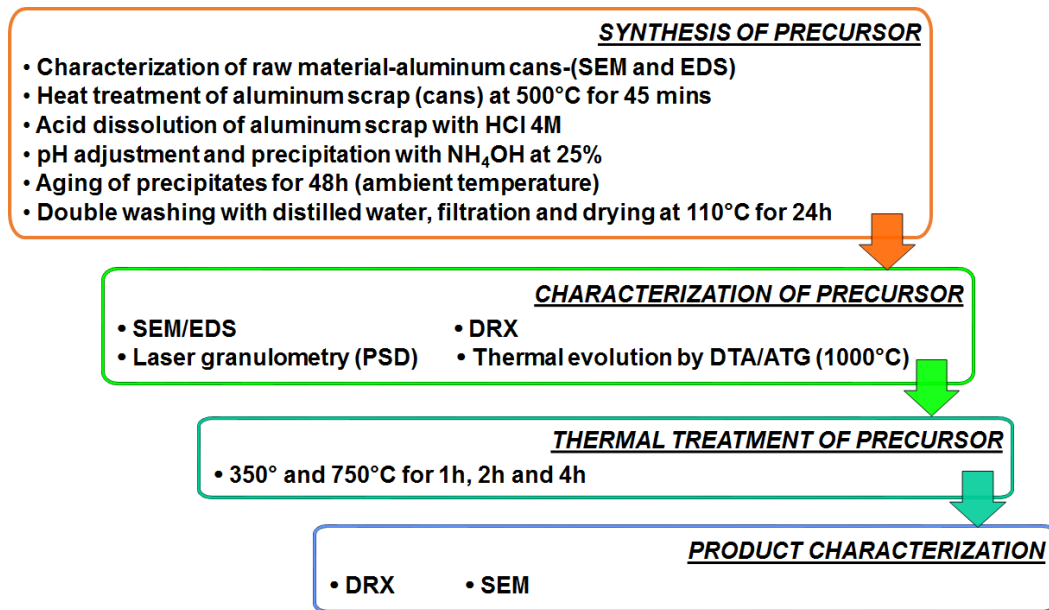 SYNTHESIS OF PRECURSOR
• Characterization of raw material-aluminum cans-(SEM and EDS)
• Heat treatment of aluminum scrap (cans) at 500°C for 45 mins
• Acid dissolution of aluminum scrap with HCl 4M
• pH adjustment and precipitation with NH₄OH at 25%
• Aging of precipitates for 48h (ambient temperature)
• Double washing with distilled water, filtration and drying at 110°C for 24h
CHARACTERIZATION OF PRECURSOR
• SEM/EDS • DRX
• Laser granulometry (PSD) • Thermal evolution by DTA/ATG (1000°C)
THERMAL TREATMENT OF PRECURSOR
• 350° and 750°C for 1h, 2h and 4h
PRODUCT CHARACTERIZATION
• DRX • SEM